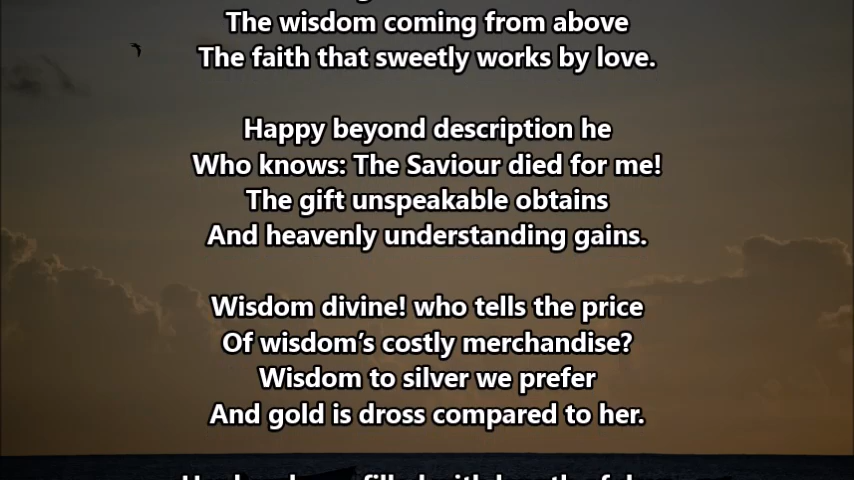 The wisdom coming from above
The faith that sweetly works by love.
Happy beyond description he
Who knows: The Saviour died for me!
The gift unspeakable obtains
And heavenly understanding gains.
Wisdom divine! who tells the price
Of wisdom's costly merchandise?
Wisdom to silver we prefer
And gold is dross compared to her.